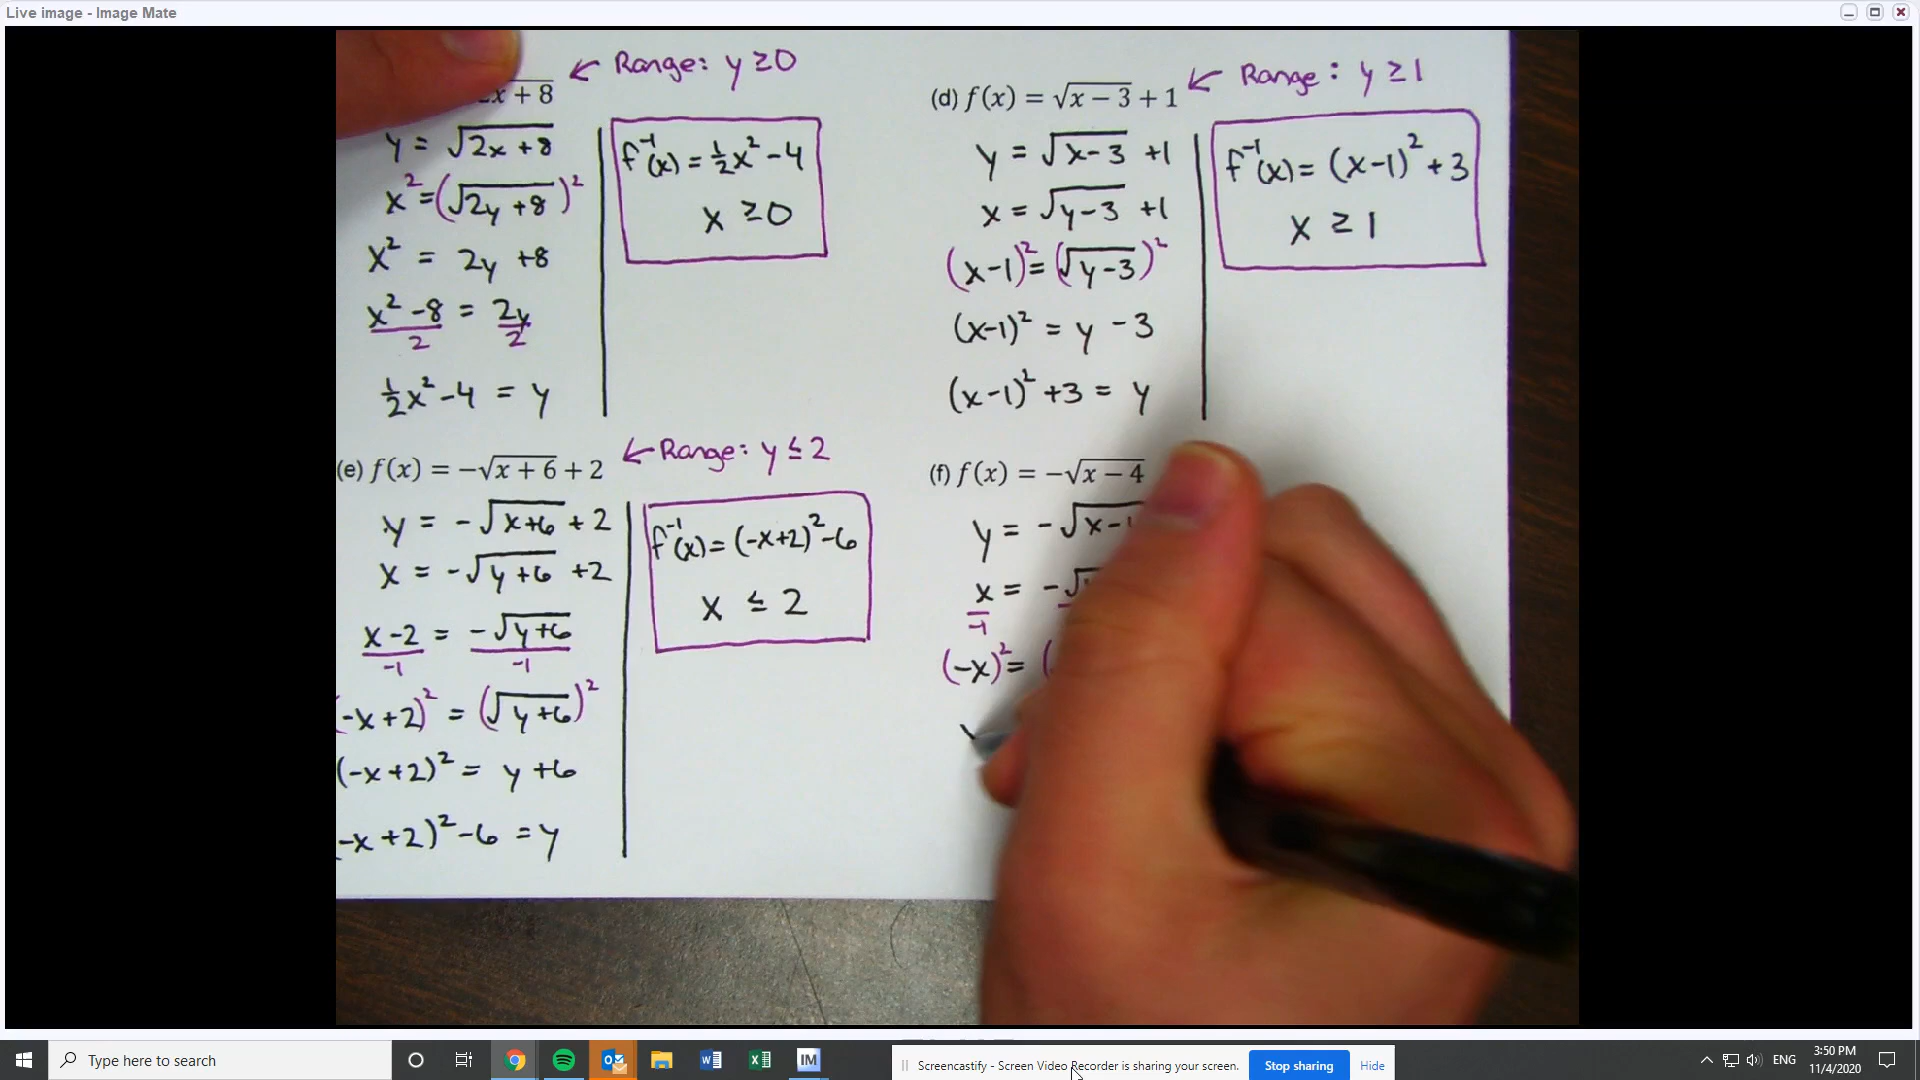 Live image - Image Mate
x + 8
← Range: y ≥ 0
y = √2x + 8
x² = (√2y + 8)²
x² = 2y + 8
x² - 8 = 2y
2 2
½x² - 4 = y
f⁻¹(x) = ½x² - 4
x ≥ 0
(d) f(x) = √x − 3 + 1
← Range: y ≥ 1
y = √x-3 + 1
x = √y-3 + 1
(x-1)² = (√y-3)²
(x-1)² = y - 3
(x-1)² + 3 = y
f⁻¹(x) = (x-1)² + 3
x ≥ 1
(e) f(x) = −√x + 6 + 2
← Range: y ≤ 2
y = -√x+6 + 2
x = -√y+6 + 2
x-2 = -√y+6
-1 -1
-x+2)² = (√y+6)²
(-x+2)² = y+6
-x+2)² - 6 = y
f⁻¹(x) = (-x+2)² - 6
x ≤ 2
(f) f(x) = −√x − 4
y = -√x-
x = -√
-1
(-x)² = (
Type here to search
IM
Screencastify - Screen Video Recorder is sharing your screen.
Stop sharing
Hide
ENG
3:50 PM
11/4/2020